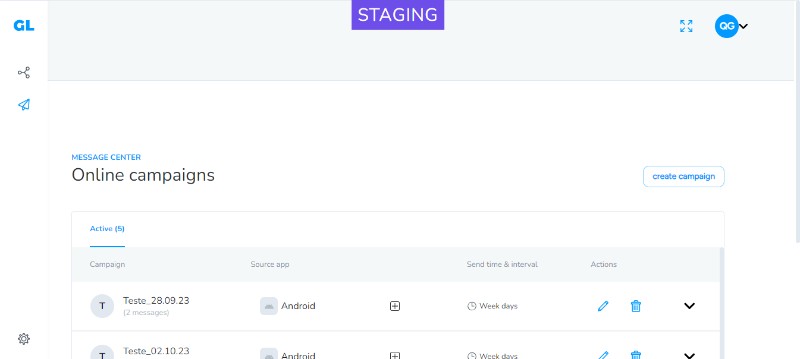 STAGING
GL
QG
MESSAGE CENTER
Online campaigns
create campaign
Active (5)
Campaign Source app Send time & interval Actions
T Teste_28.09.23 Android Week days
(2 messages)
T Teste_02.10.23 Android Week days